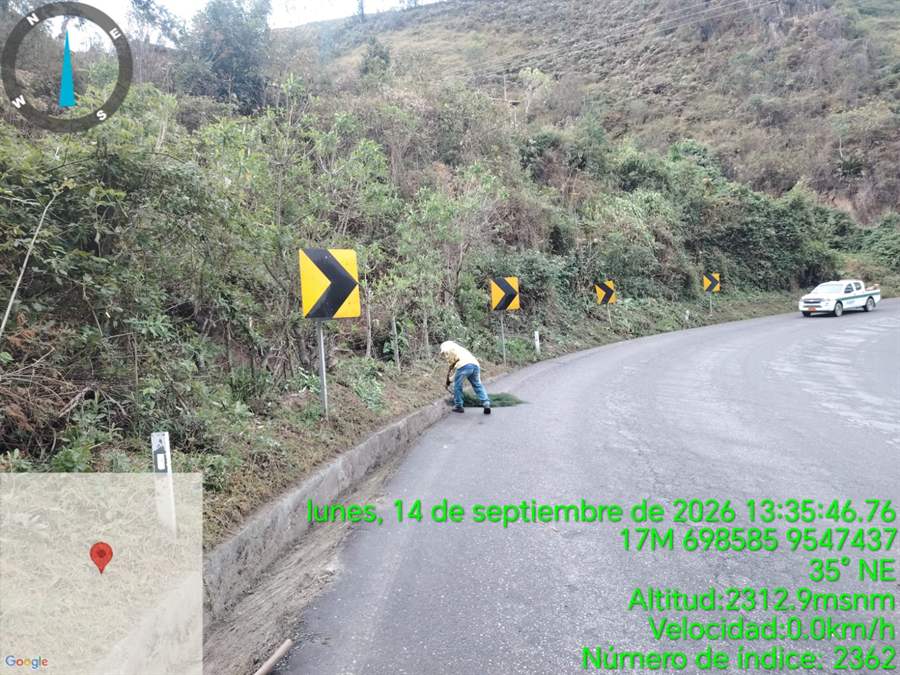 N
E
W
S
lunes, 14 de septiembre de 2026 13:35:46.76
17M 698585 9547437
35° NE
Altitud:2312.9msnm
Velocidad:0.0km/h
Número de índice: 2362
Google